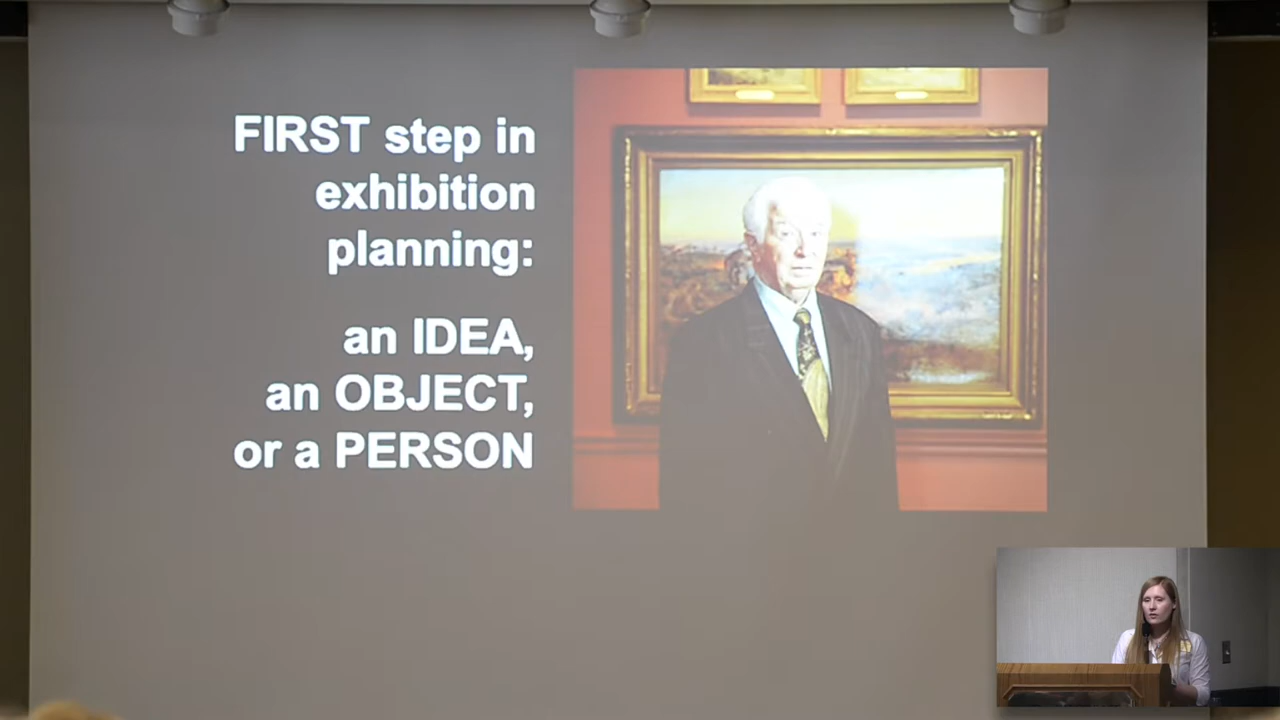 FIRST step in
exhibition
planning:
an IDEA,
an OBJECT,
or a PERSON